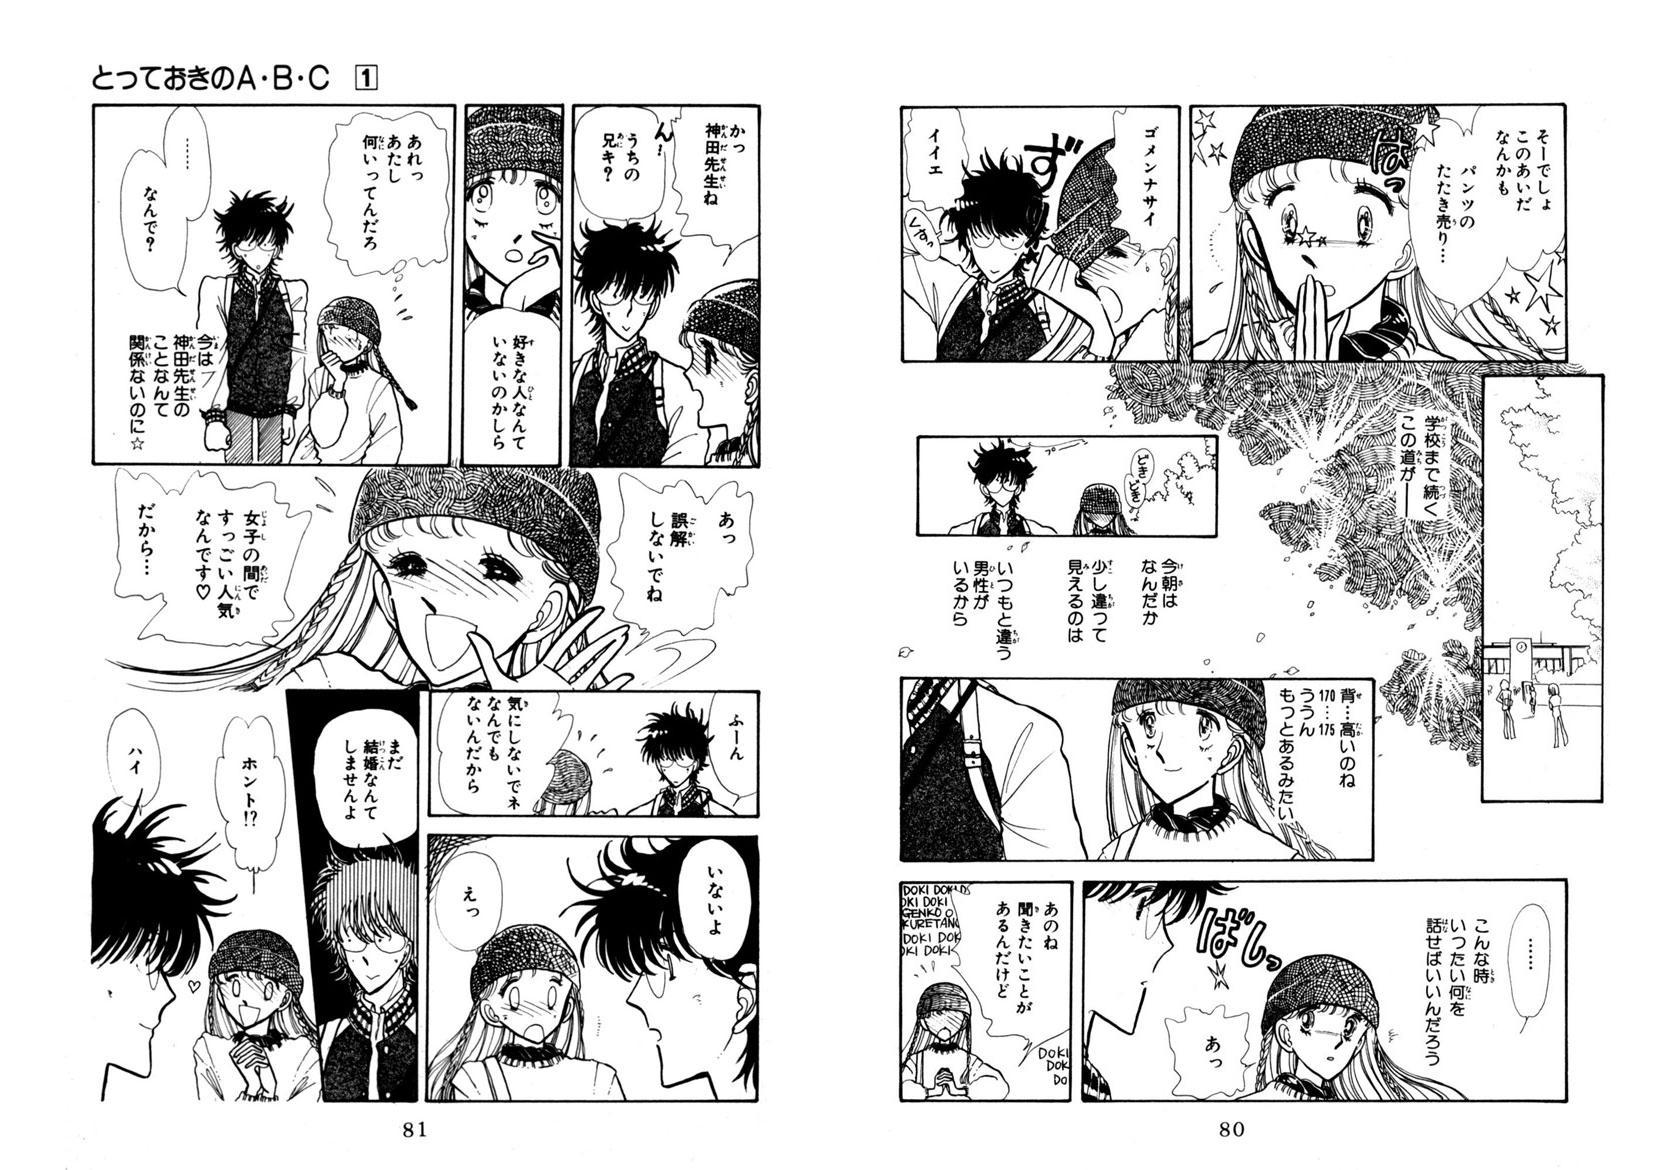 そーでしょ
このあいだ
なんかも
パンツの
たたき売り…
はっ
ゴメンナサイ
ず
イイエ
くすっ
学校まで続く
この道が──
どき
どき
今朝は
なんだか
少し違って
見えるのは
いつもと違う
男性が
いるから
背…高いのね
170…175
ううん
もっとあるみたい
……
こんな時
いったい何を
話せばいいんだろう
ばしっ
あっ
あのね
聞きたいことが
あるんだけど
DOKI DOKI
OKI DOKI
GENKO O
KURETANO
DOKI DOK
OKI DOKI
DOKI
DOK
DO
80
とっておきのA・B・C 1
かっ
神田先生ね
ん!
うちの
兄キ?
好きな人なんて
いないのかしら
あれっ
あたし
何いってんだろ
……
なんで?
今は
神田先生の
ことなんて
関係ないのに☆
あっ
誤解
しないでね
女子の間で
すっごい人気
なんです♡
だから…
ふーん
気にしないでネ
なんでも
ないんだから
いないよ
えっ
まだ
結婚なんて
しませんよ
ホント!?
ハイ
81